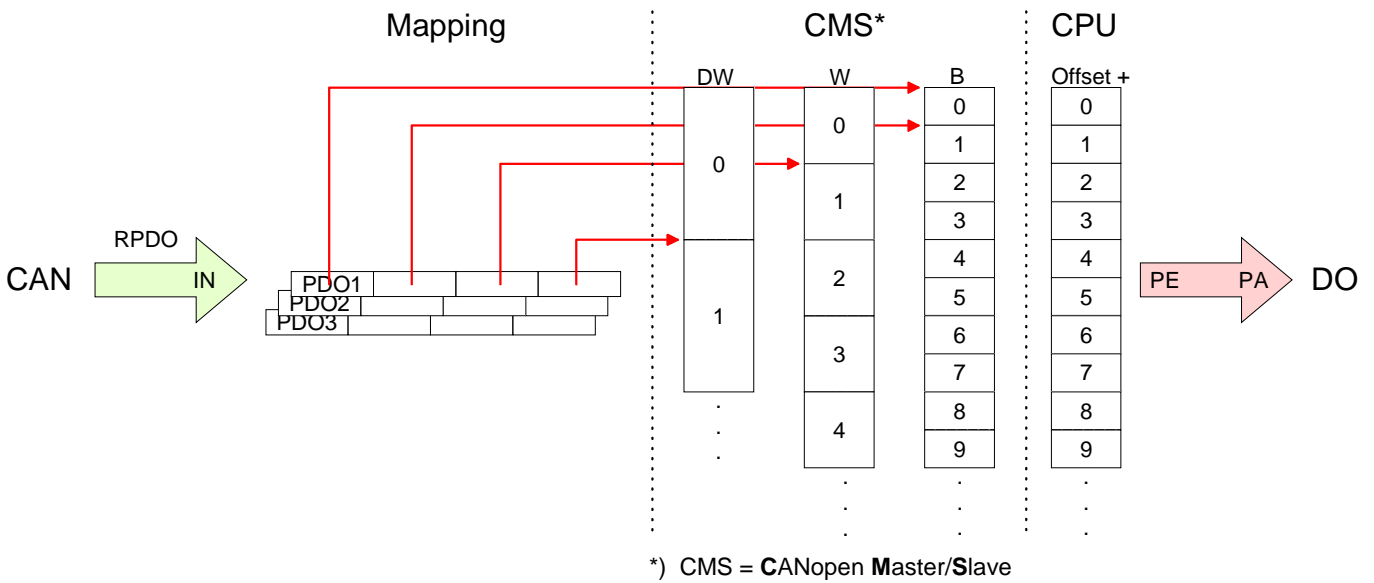 Mapping CMS* CPU
DW W B Offset +
0 0
0 1 1
0 2 2
1 3 3
RPDO 4 4
CAN IN PDO1 2 5 5 PE PA DO
PDO2
PDO3 1 6 6
3 7 7
. 4 8 8
. 9 9
. . . .
. . .
. . .
*) CMS = CANopen Master/Slave